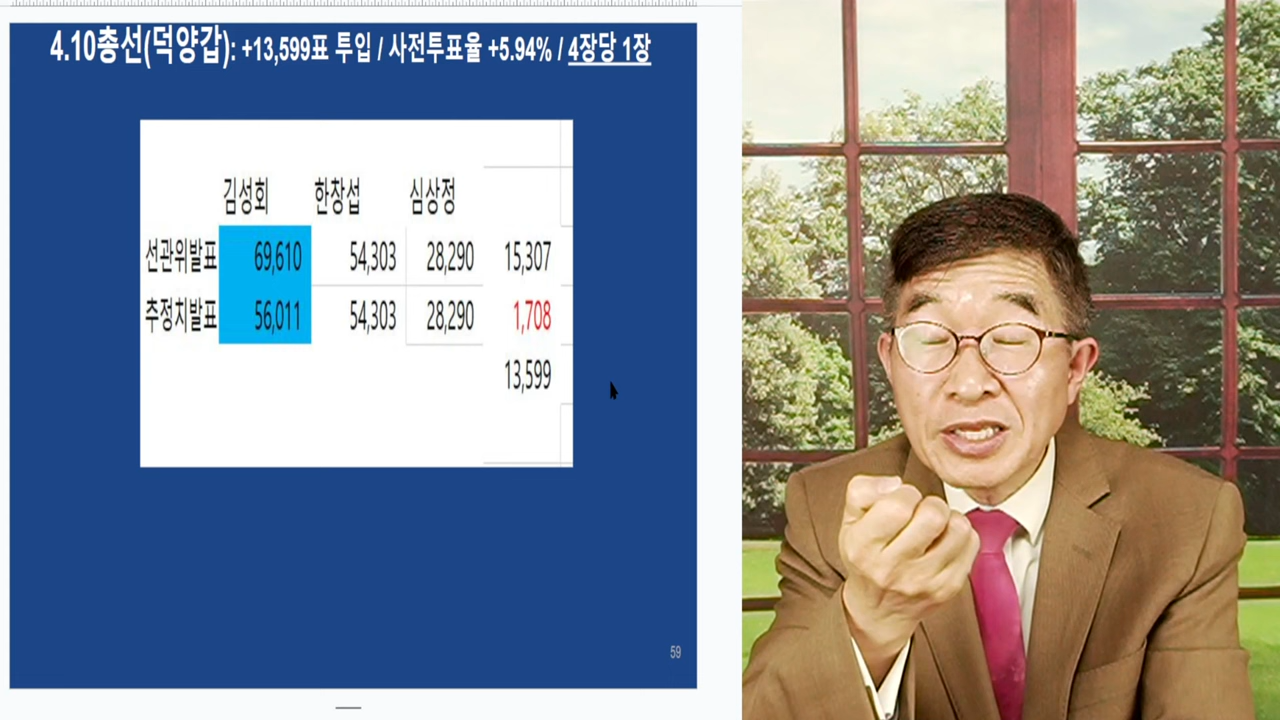 4.10총선(덕양갑): +13,599표 투입 / 사전투표율 +5.94% / 4장당 1장
김성회 한창섭 심상정
선관위발표 69,610 54,303 28,290 15,307
추정치발표 56,011 54,303 28,290 1,708
13,599
59